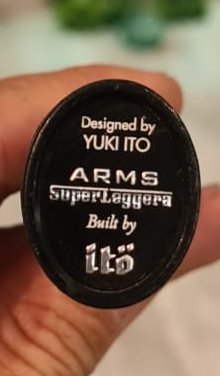 Designed by
YUKI ITO
ARMS
SuperLeggera
Built by
itö